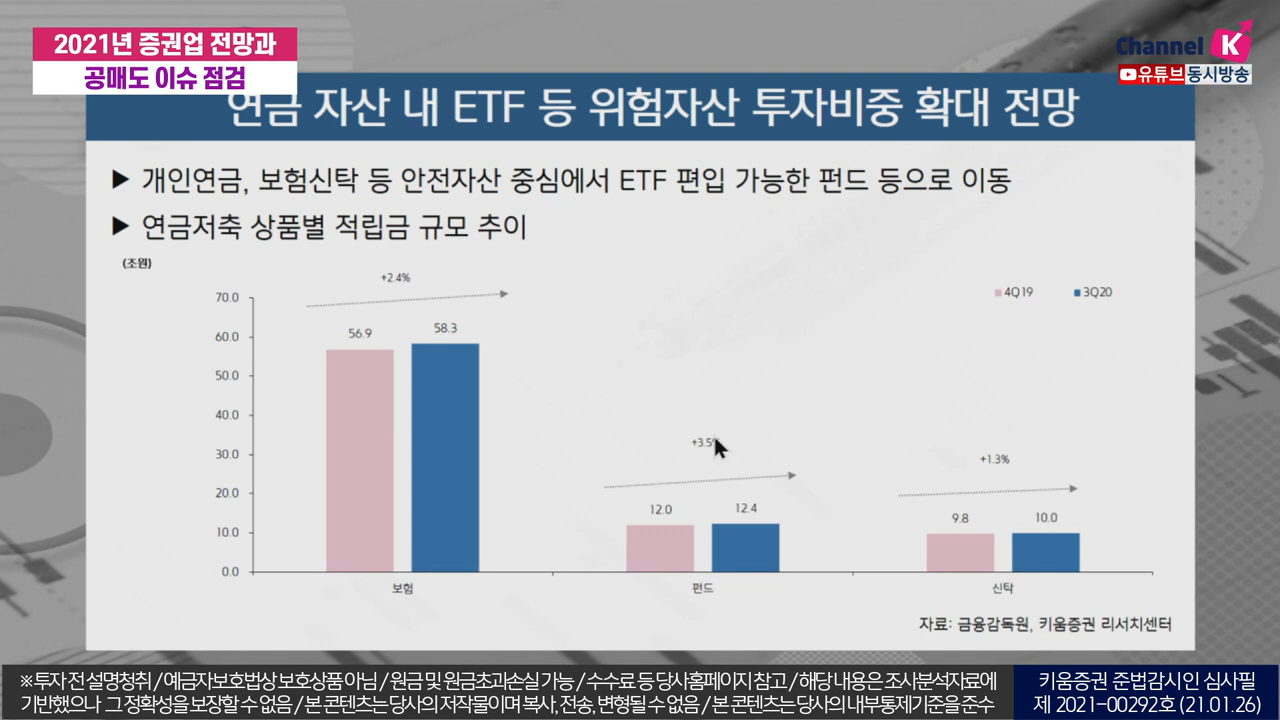 2021년 증권업 전망과
공매도 이슈 점검
Channel K
유튜브동시방송
연금 자산 내 ETF 등 위험자산 투자비중 확대 전망
▶ 개인연금, 보험신탁 등 안전자산 중심에서 ETF 편입 가능한 펀드 등으로 이동
▶ 연금저축 상품별 적립금 규모 추이
(조원)
+2.4%
70.0
4Q19 3Q20
60.0
56.9 58.3
50.0
40.0
+3.5%
30.0
+1.3%
20.0
12.0 12.4
9.8 10.0
10.0
0.0
보험 펀드 신탁
자료: 금융감독원, 키움증권 리서치센터
※ 투자 전 설명청취 / 예금자보호법상 보호상품 아님 / 원금 및 원금초과손실 가능 / 수수료 등 당사홈페이지 참고 / 해당 내용은 조사분석자료에
기반했으나 그 정확성을 보장할 수 없음 / 본 콘텐츠는 당사의 저작물이며 복사, 전송, 변형될 수 없음 / 본 콘텐츠는 당사의 내부통제기준을 준수
키움증권 준법감시인 심사필
제 2021-00292호 (21.01.26)